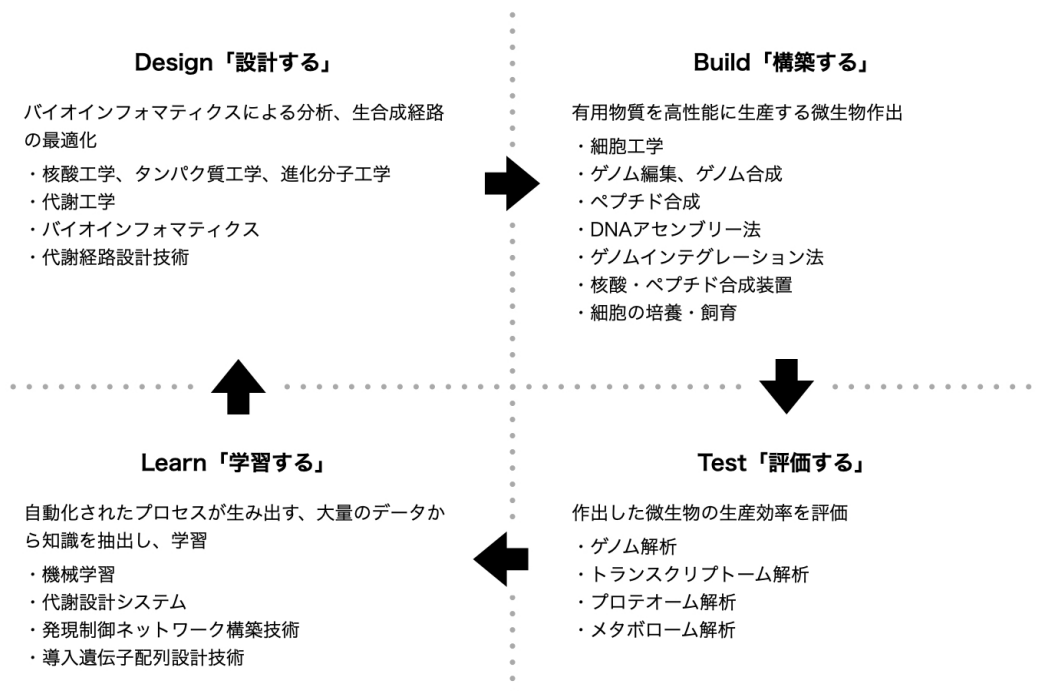 Design「設計する」
バイオインフォマティクスによる分析、生合成経路
の最適化
・核酸工学、タンパク質工学、進化分子工学
・代謝工学
・バイオインフォマティクス
・代謝経路設計技術
Build「構築する」
有用物質を高性能に生産する微生物作出
・細胞工学
・ゲノム編集、ゲノム合成
・ペプチド合成
・DNAアセンブリー法
・ゲノムインテグレーション法
・核酸・ペプチド合成装置
・細胞の培養・飼育
Learn「学習する」
自動化されたプロセスが生み出す、大量のデータか
ら知識を抽出し、学習
・機械学習
・代謝設計システム
・発現制御ネットワーク構築技術
・導入遺伝子配列設計技術
Test「評価する」
作出した微生物の生産効率を評価
・ゲノム解析
・トランスクリプトーム解析
・プロテオーム解析
・メタボローム解析